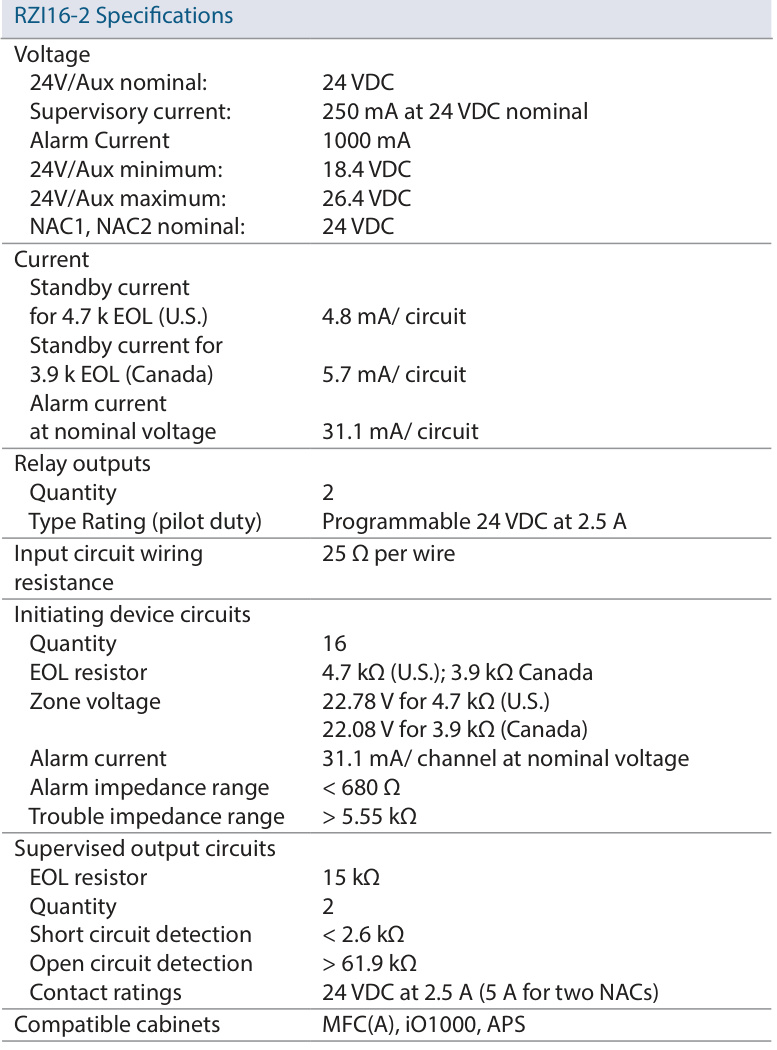 RZI16-2 Specifications
Voltage
24V/Aux nominal: 24 VDC
Supervisory current: 250 mA at 24 VDC nominal
Alarm Current 1000 mA
24V/Aux minimum: 18.4 VDC
24V/Aux maximum: 26.4 VDC
NAC1, NAC2 nominal: 24 VDC
Current
Standby current
for 4.7 k EOL (U.S.) 4.8 mA/ circuit
Standby current for
3.9 k EOL (Canada) 5.7 mA/ circuit
Alarm current
at nominal voltage 31.1 mA/ circuit
Relay outputs
Quantity 2
Type Rating (pilot duty) Programmable 24 VDC at 2.5 A
Input circuit wiring 25 Ω per wire
resistance
Initiating device circuits
Quantity 16
EOL resistor 4.7 kΩ (U.S.); 3.9 kΩ Canada
Zone voltage 22.78 V for 4.7 kΩ (U.S.)
22.08 V for 3.9 kΩ (Canada)
Alarm current 31.1 mA/ channel at nominal voltage
Alarm impedance range < 680 Ω
Trouble impedance range > 5.55 kΩ
Supervised output circuits
EOL resistor 15 kΩ
Quantity 2
Short circuit detection < 2.6 kΩ
Open circuit detection > 61.9 kΩ
Contact ratings 24 VDC at 2.5 A (5 A for two NACs)
Compatible cabinets MFC(A), iO1000, APS